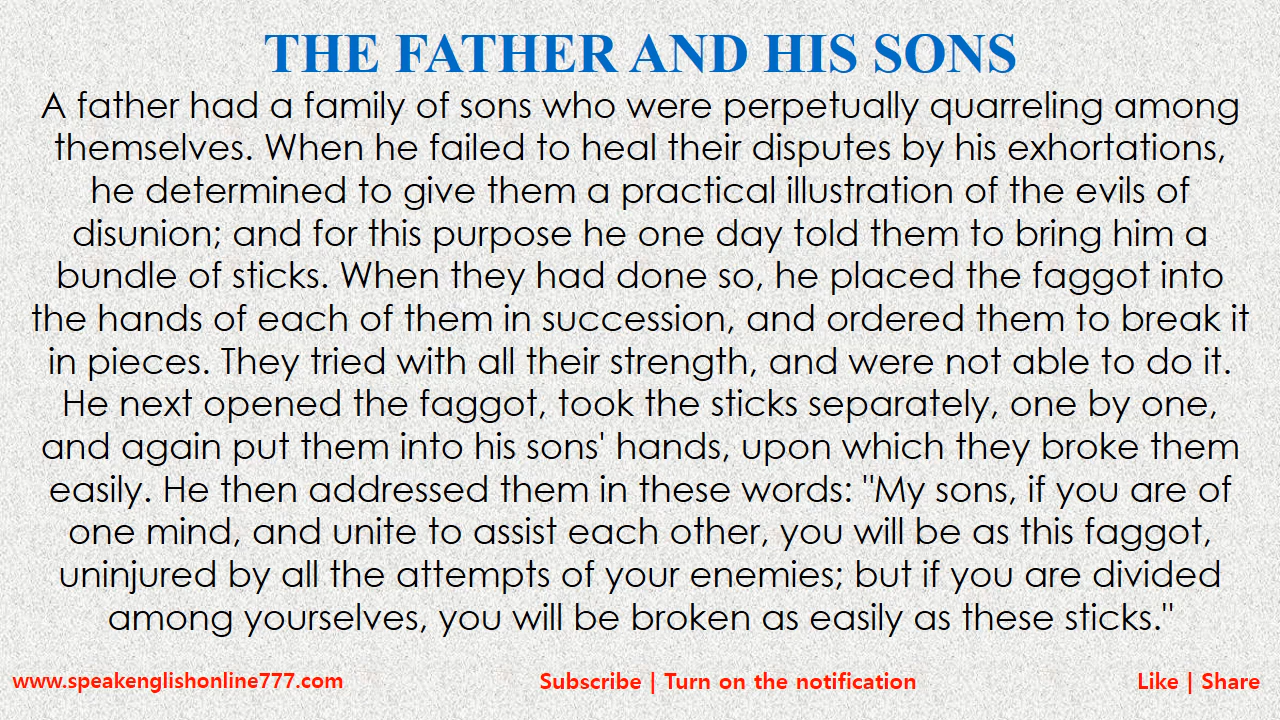 THE FATHER AND HIS SONS
A father had a family of sons who were perpetually quarreling among
themselves. When he failed to heal their disputes by his exhortations,
he determined to give them a practical illustration of the evils of
disunion; and for this purpose he one day told them to bring him a
bundle of sticks. When they had done so, he placed the faggot into
the hands of each of them in succession, and ordered them to break it
in pieces. They tried with all their strength, and were not able to do it.
He next opened the faggot, took the sticks separately, one by one,
and again put them into his sons' hands, upon which they broke them
easily. He then addressed them in these words: "My sons, if you are of
one mind, and unite to assist each other, you will be as this faggot,
uninjured by all the attempts of your enemies; but if you are divided
among yourselves, you will be broken as easily as these sticks."
www.speakenglishonline777.com Subscribe | Turn on the notification Like | Share